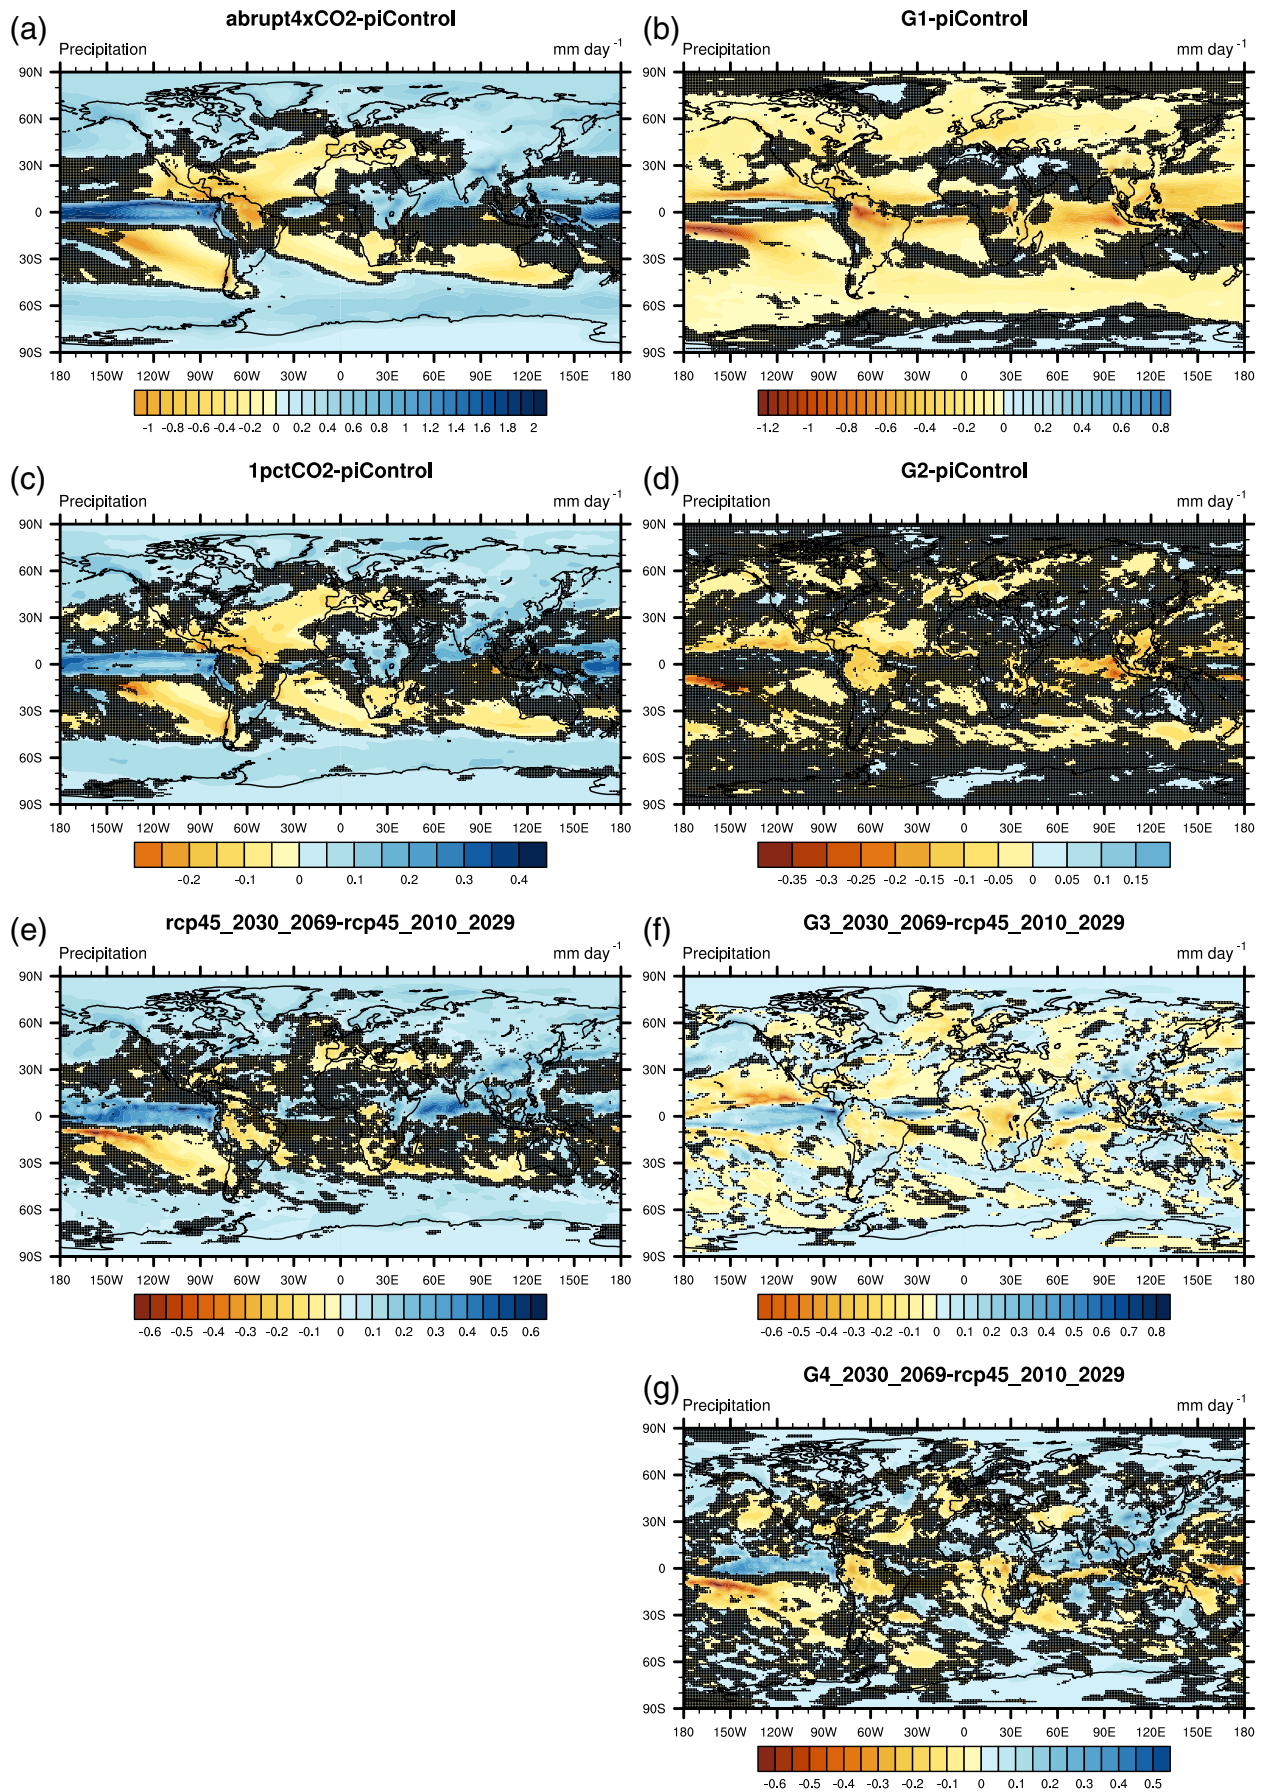 (a) abrupt4xCO2-piControl
Precipitation mm day -1
90N
60N
30N
0
30S
60S
90S
180 150W 120W 90W 60W 30W 0 30E 60E 90E 120E 150E 180
-1 -0.8 -0.6 -0.4 -0.2 0 0.2 0.4 0.6 0.8 1 1.2 1.4 1.6 1.8 2
(b) G1-piControl
Precipitation mm day -1
90N
60N
30N
0
30S
60S
90S
180 150W 120W 90W 60W 30W 0 30E 60E 90E 120E 150E 180
-1.2 -1 -0.8 -0.6 -0.4 -0.2 0 0.2 0.4 0.6 0.8
(c) 1pctCO2-piControl
Precipitation mm day -1
90N
60N
30N
0
30S
60S
90S
180 150W 120W 90W 60W 30W 0 30E 60E 90E 120E 150E 180
-0.2 -0.1 0 0.1 0.2 0.3 0.4
(d) G2-piControl
Precipitation mm day -1
90N
60N
30N
0
30S
60S
90S
180 150W 120W 90W 60W 30W 0 30E 60E 90E 120E 150E 180
-0.35 -0.3 -0.25 -0.2 -0.15 -0.1 -0.05 0 0.05 0.1 0.15
(e) rcp45_2030_2069-rcp45_2010_2029
Precipitation mm day -1
90N
60N
30N
0
30S
60S
90S
180 150W 120W 90W 60W 30W 0 30E 60E 90E 120E 150E 180
-0.6 -0.5 -0.4 -0.3 -0.2 -0.1 0 0.1 0.2 0.3 0.4 0.5 0.6
(f) G3_2030_2069-rcp45_2010_2029
Precipitation mm day -1
90N
60N
30N
0
30S
60S
90S
180 150W 120W 90W 60W 30W 0 30E 60E 90E 120E 150E 180
-0.6 -0.5 -0.4 -0.3 -0.2 -0.1 0 0.1 0.2 0.3 0.4 0.5 0.6 0.7 0.8
(g) G4_2030_2069-rcp45_2010_2029
Precipitation mm day -1
90N
60N
30N
0
30S
60S
90S
180 150W 120W 90W 60W 30W 0 30E 60E 90E 120E 150E 180
-0.6 -0.5 -0.4 -0.3 -0.2 -0.1 0 0.1 0.2 0.3 0.4 0.5